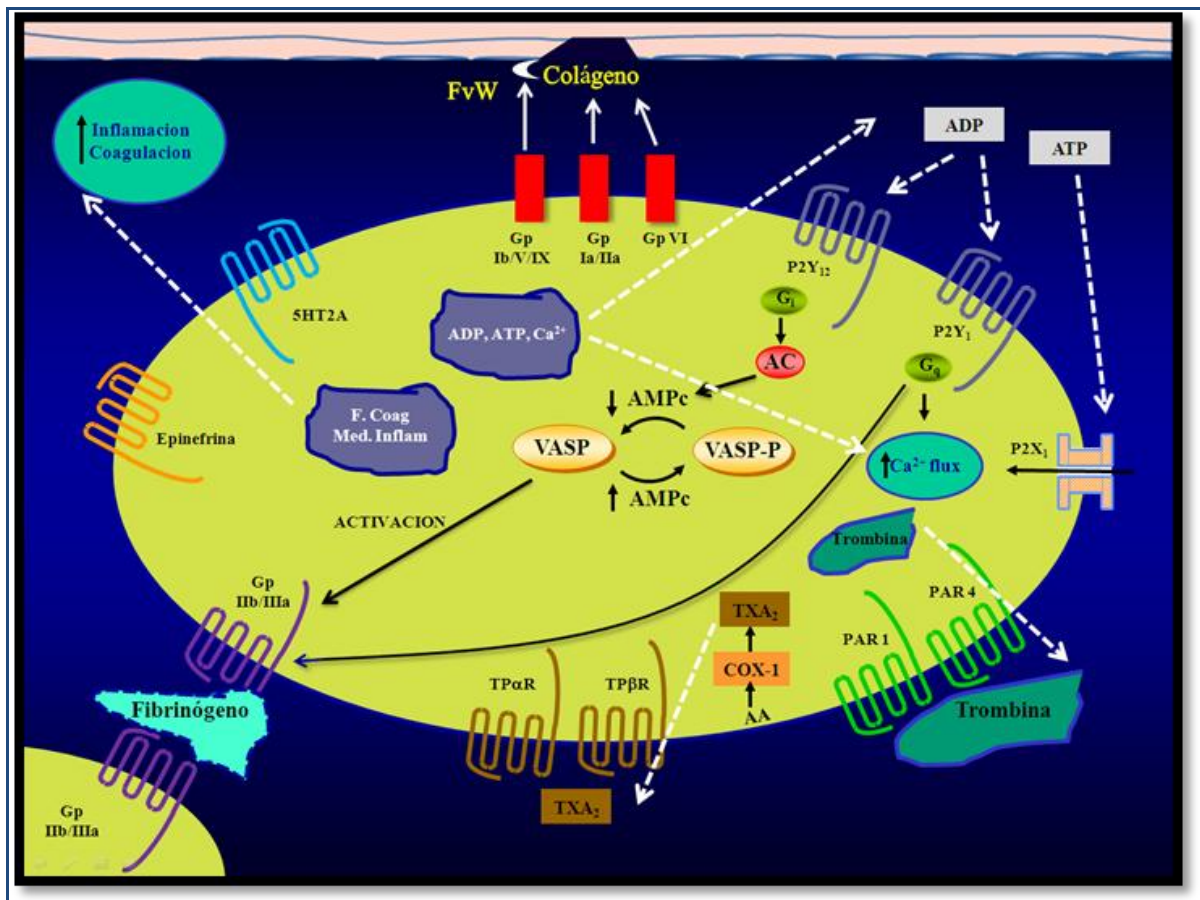 Colágeno
FvW
ADP
ATP
Inflamacion
Coagulacion
Gp
Ib/V/IX
Gp
Ia/IIa
Gp VI
P2Y₁₂
5HT2A
ADP, ATP, Ca²⁺
Gᵢ
P2Y₁
AC
G_q
AMPc
F. Coag
Med. Inflam
Epinefrina
VASP
VASP-P
P2X₁
Ca²⁺ flux
AMPc
ACTIVACION
Trombina
Gp
IIb/IIIa
TXA₂
PAR 4
PAR 1
TPαR
TPβR
COX-1
AA
Fibrinógeno
Trombina
TXA₂
Gp
IIb/IIIa